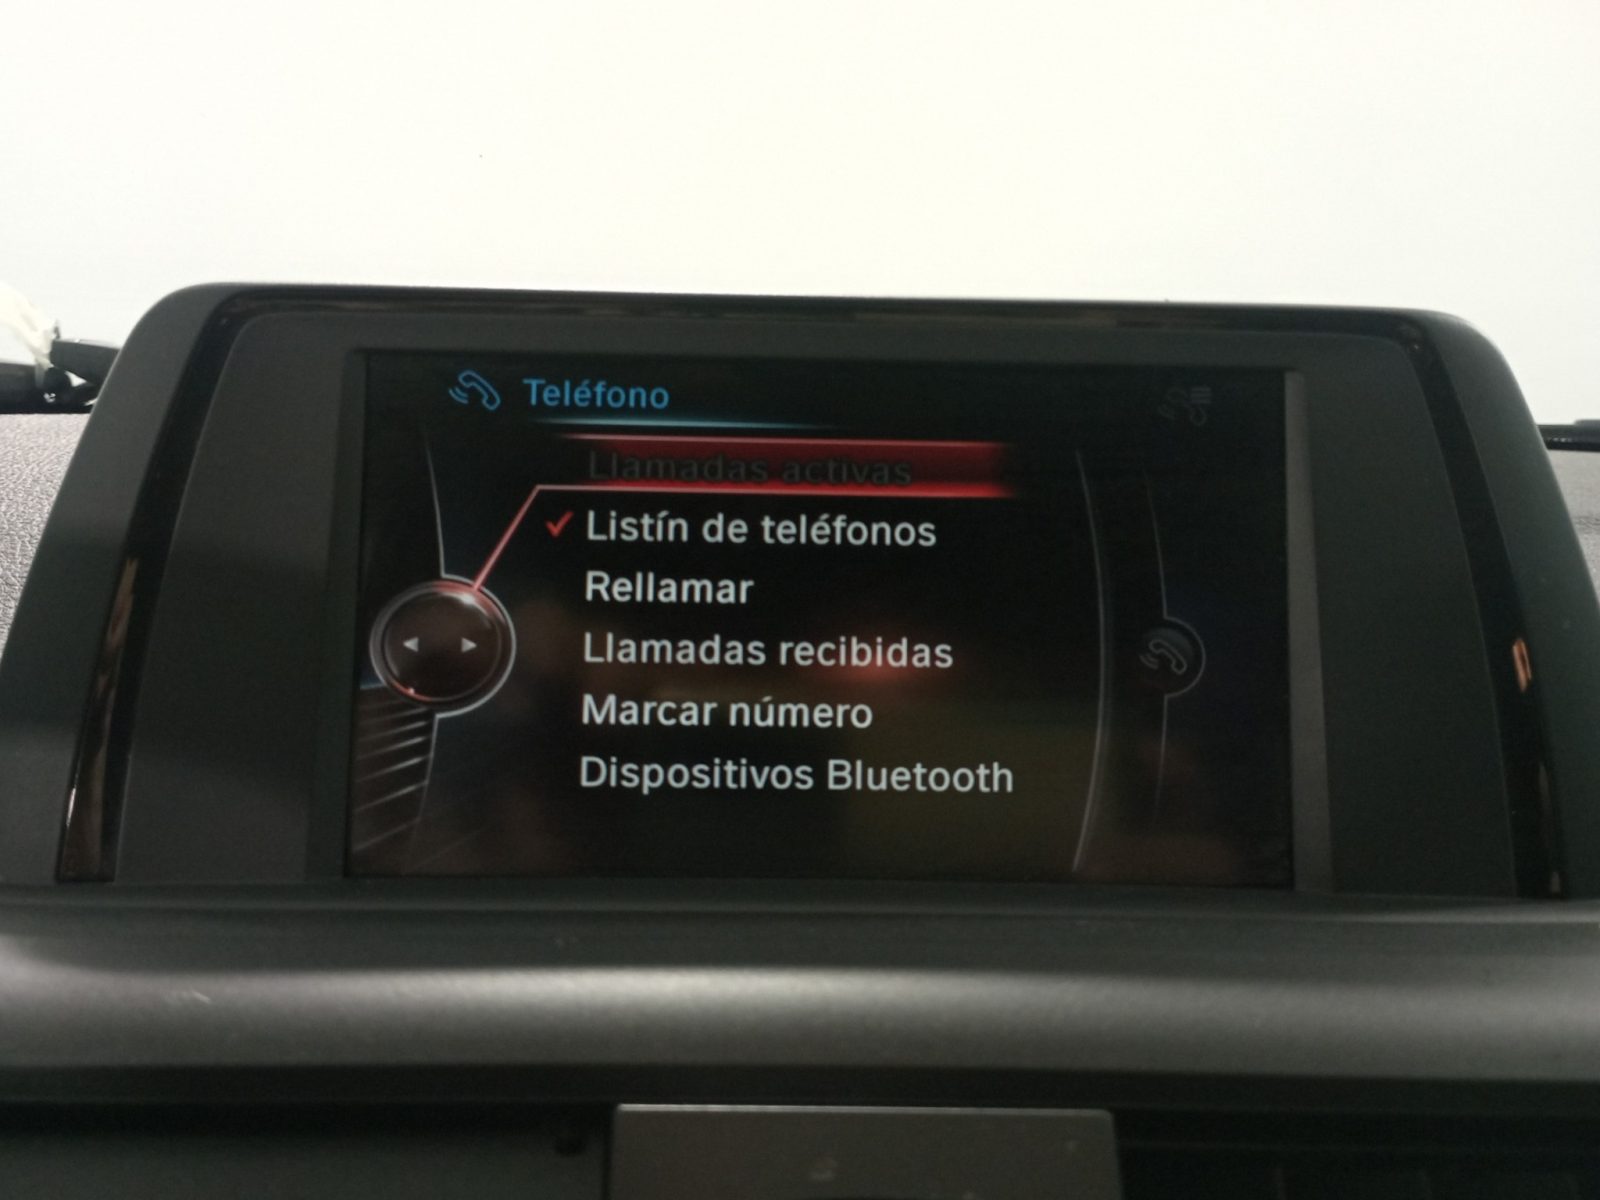 Teléfono
Llamadas activas
Listín de teléfonos
Rellamar
Llamadas recibidas
Marcar número
Dispositivos Bluetooth